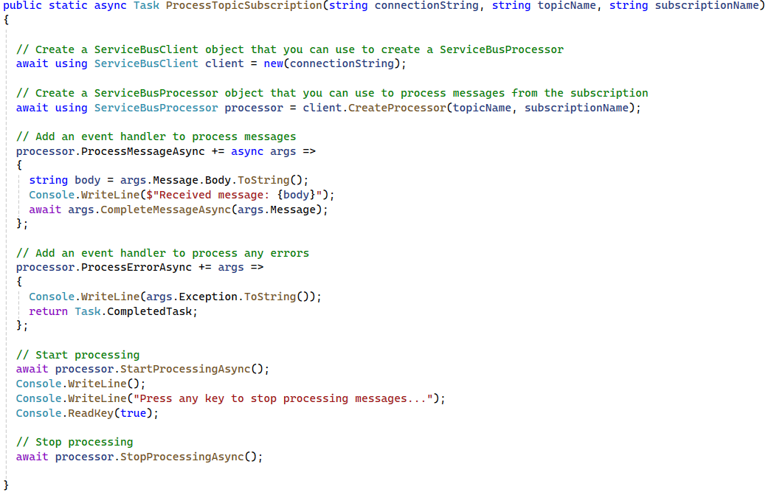 public static async Task ProcessTopicSubscription(string connectionString, string topicName, string subscriptionName)
{
// Create a ServiceBusClient object that you can use to create a ServiceBusProcessor
await using ServiceBusClient client = new(connectionString);
// Create a ServiceBusProcessor object that you can use to process messages from the subscription
await using ServiceBusProcessor processor = client.CreateProcessor(topicName, subscriptionName);
// Add an event handler to process messages
processor.ProcessMessageAsync += async args =>
{
string body = args.Message.Body.ToString();
Console.WriteLine($"Received message: {body}");
await args.CompleteMessageAsync(args.Message);
};
// Add an event handler to process any errors
processor.ProcessErrorAsync += args =>
{
Console.WriteLine(args.Exception.ToString());
return Task.CompletedTask;
};
// Start processing
await processor.StartProcessingAsync();
Console.WriteLine();
Console.WriteLine("Press any key to stop processing messages...");
Console.ReadKey(true);
// Stop processing
await processor.StopProcessingAsync();
}